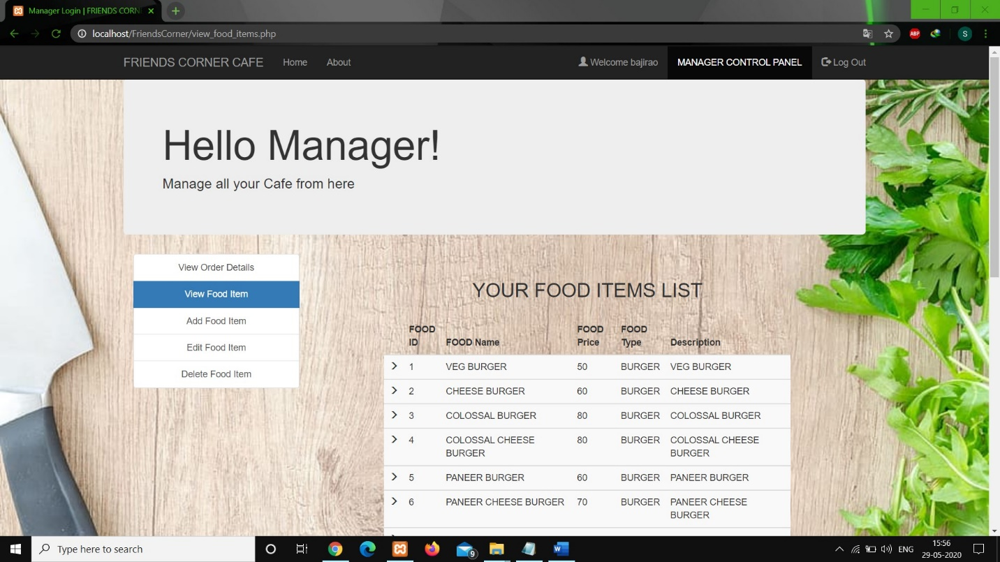 Manager Login | FRIENDS CORN
localhost/FriendsCorner/view_food_items.php
ABP
S
FRIENDS CORNER CAFE Home About Welcome bajirao MANAGER CONTROL PANEL Log Out
Hello Manager!
Manage all your Cafe from here
View Order Details
View Food Item
Add Food Item
Edit Food Item
Delete Food Item
YOUR FOOD ITEMS LIST
FOOD ID FOOD Name FOOD Price FOOD Type Description
1 VEG BURGER 50 BURGER VEG BURGER
2 CHEESE BURGER 60 BURGER CHEESE BURGER
3 COLOSSAL BURGER 80 BURGER COLOSSAL BURGER
4 COLOSSAL CHEESE BURGER 80 BURGER COLOSSAL CHEESE BURGER
5 PANEER BURGER 60 BURGER PANEER BURGER
6 PANEER CHEESE BURGER 70 BURGER PANEER CHEESE BURGER
Type here to search
9
ENG
15:56
29-05-2020